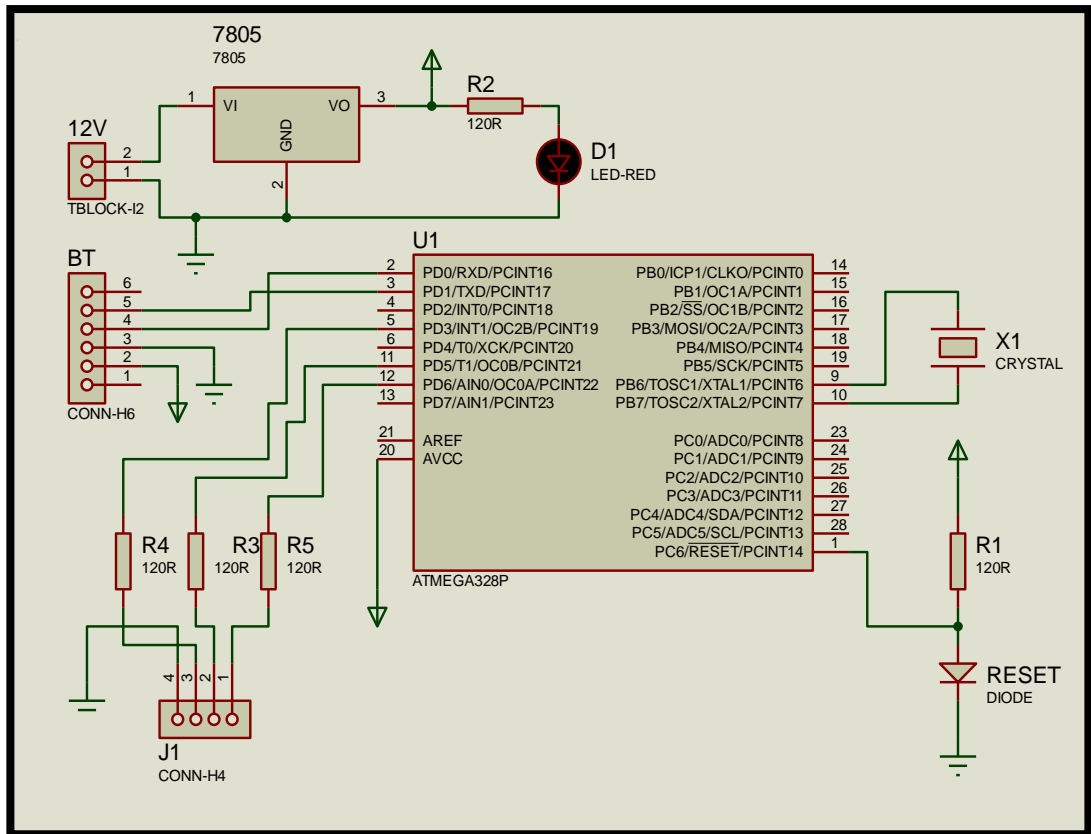 7805
7805
1
VI
VO
3
GND
2
R2
120R
D1
LED-RED
12V
2
1
TBLOCK-I2
BT
6
5
4
3
2
1
CONN-H6
U1
2
PD0/RXD/PCINT16
3
PD1/TXD/PCINT17
4
PD2/INT0/PCINT18
5
PD3/INT1/OC2B/PCINT19
6
PD4/T0/XCK/PCINT20
11
PD5/T1/OC0B/PCINT21
12
PD6/AIN0/OC0A/PCINT22
13
PD7/AIN1/PCINT23
21
AREF
20
AVCC
PB0/ICP1/CLKO/PCINT0
14
PB1/OC1A/PCINT1
15
PB2/SS/OC1B/PCINT2
16
PB3/MOSI/OC2A/PCINT3
17
PB4/MISO/PCINT4
18
PB5/SCK/PCINT5
19
PB6/TOSC1/XTAL1/PCINT6
9
PB7/TOSC2/XTAL2/PCINT7
10
PC0/ADC0/PCINT8
23
PC1/ADC1/PCINT9
24
PC2/ADC2/PCINT10
25
PC3/ADC3/PCINT11
26
PC4/ADC4/SDA/PCINT12
27
PC5/ADC5/SCL/PCINT13
28
PC6/RESET/PCINT14
1
ATMEGA328P
X1
CRYSTAL
R4
120R
R3
120R
R5
120R
R1
120R
RESET
DIODE
4
3
2
1
J1
CONN-H4